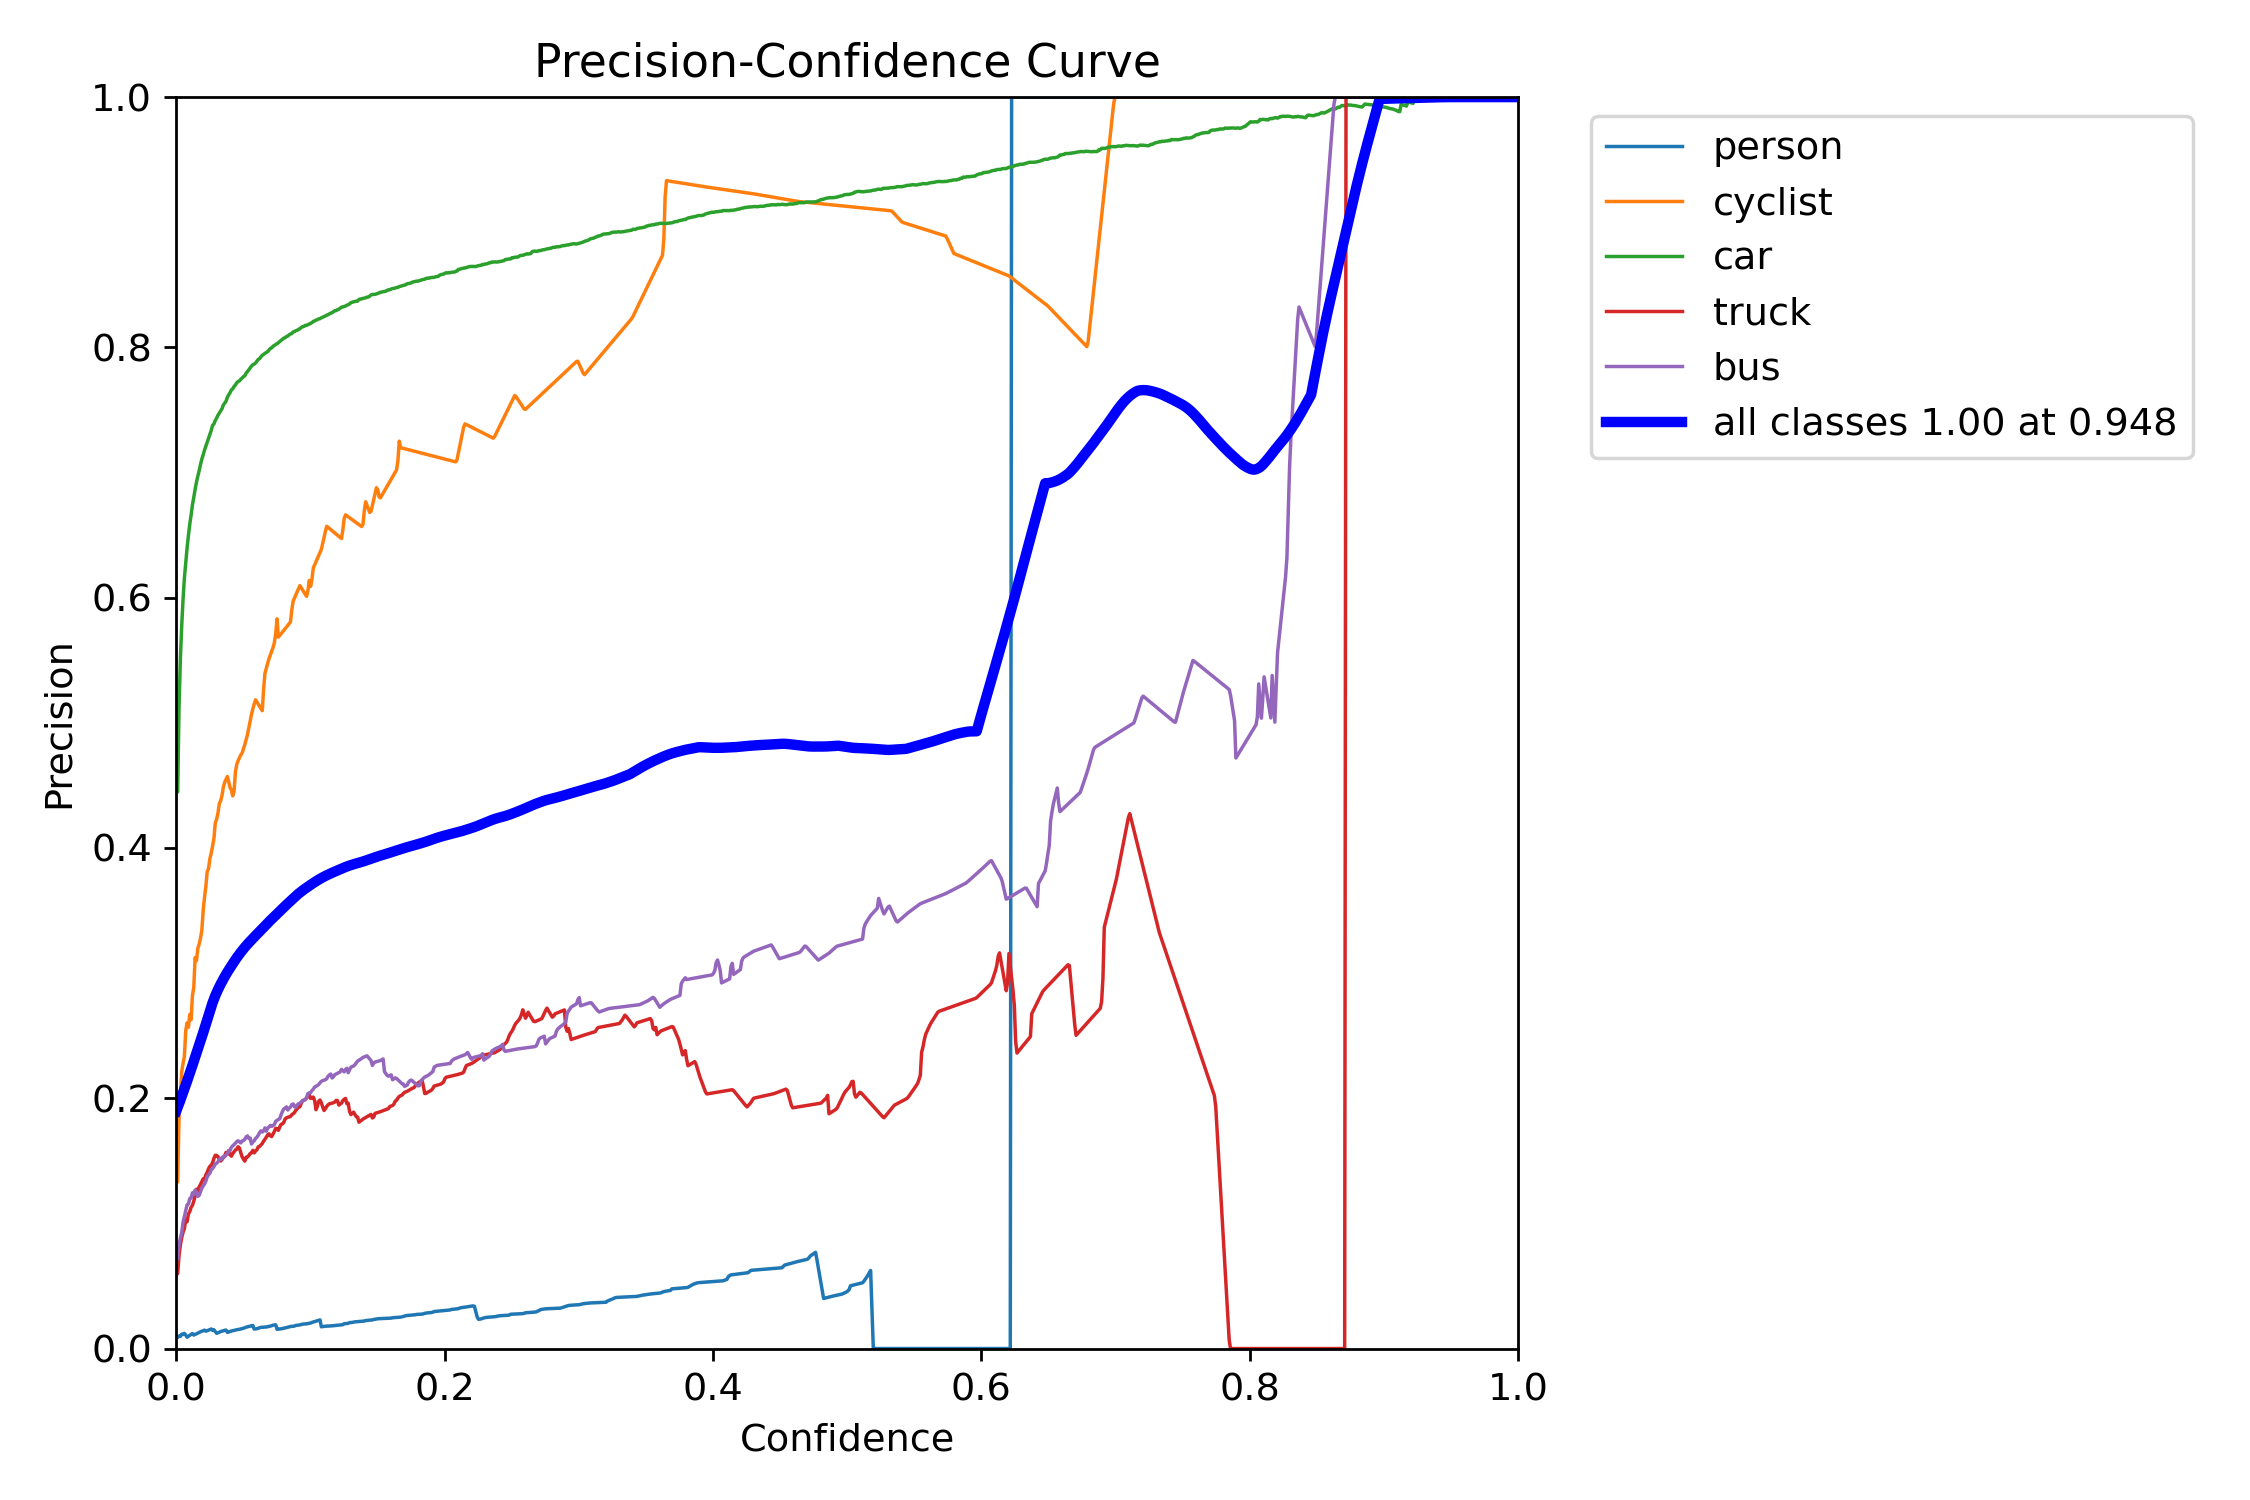 Precision-Confidence Curve
1.0
0.8
0.6
0.4
0.2
0.0
Precision
0.0 0.2 0.4 0.6 0.8 1.0
Confidence
person
cyclist
car
truck
bus
all classes 1.00 at 0.948